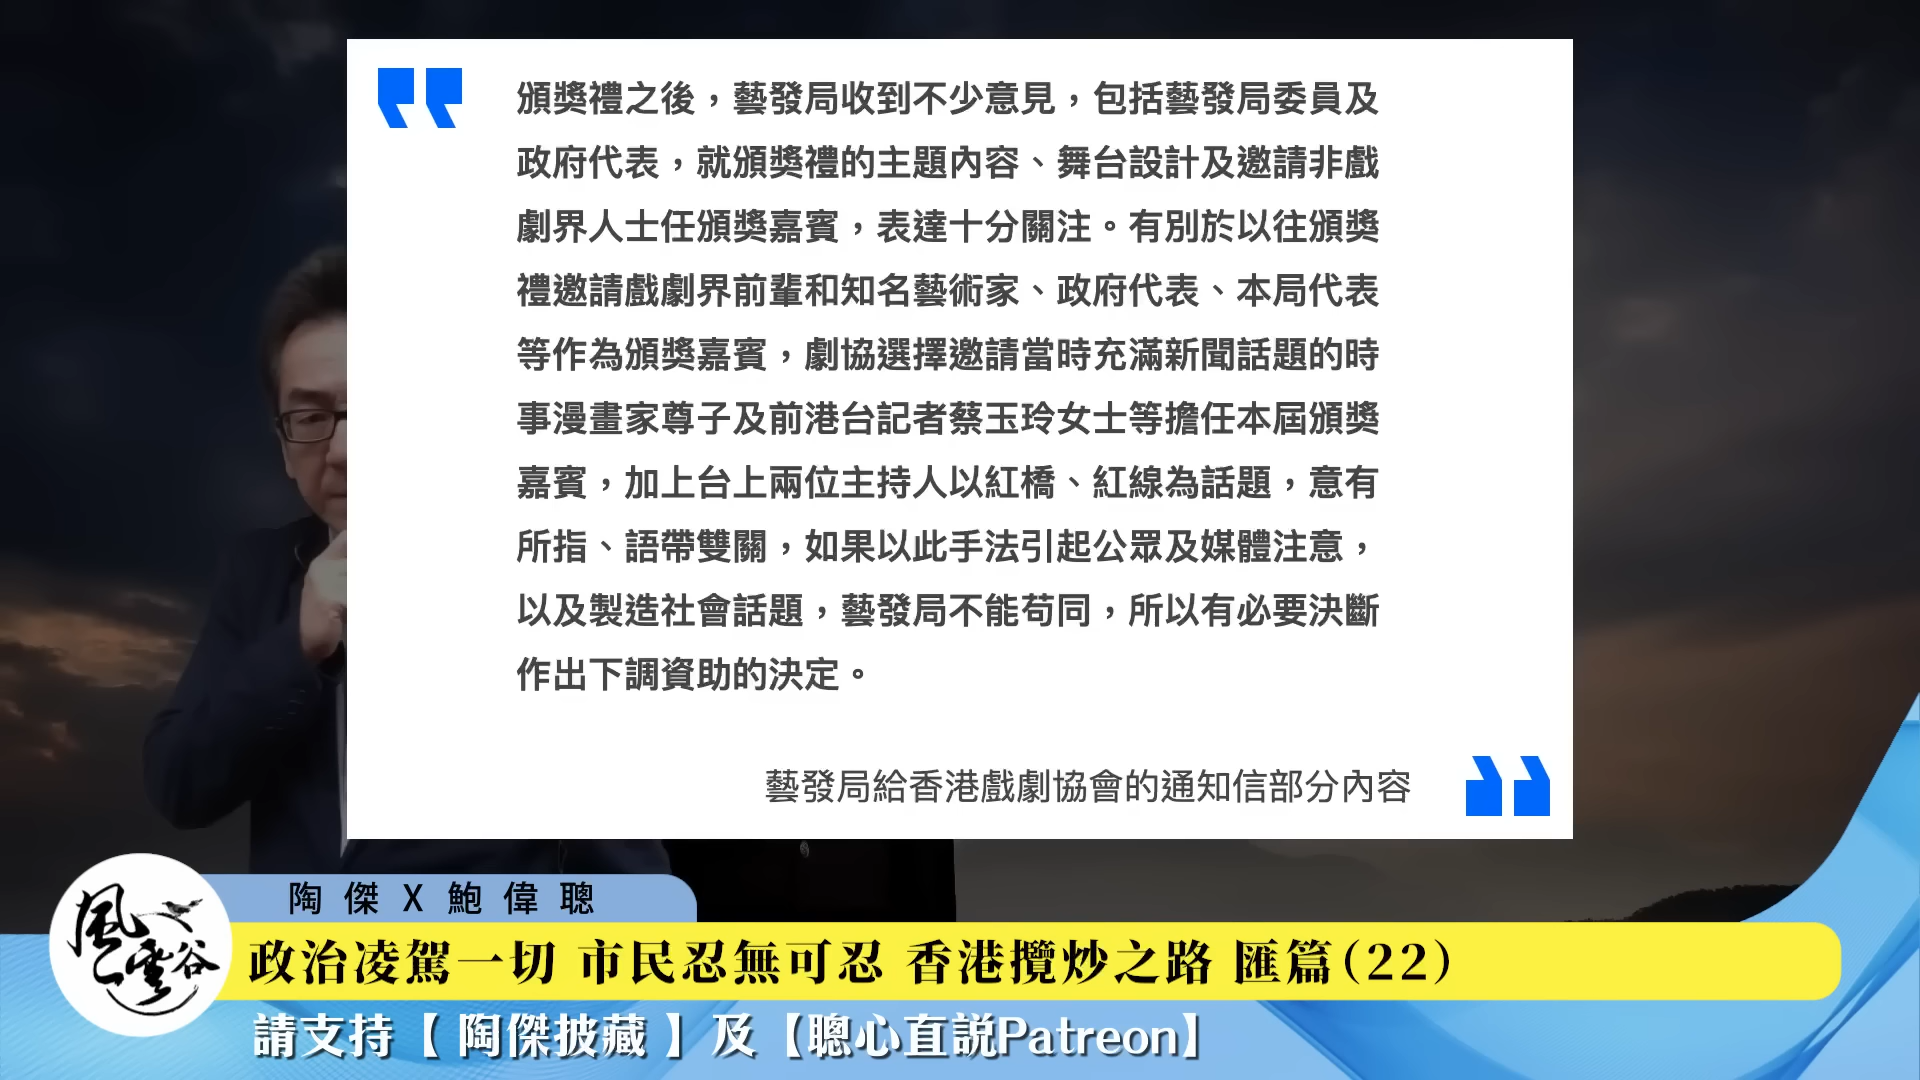 頒獎禮之後，藝發局收到不少意見，包括藝發局委員及
政府代表，就頒獎禮的主題內容、舞台設計及邀請非戲
劇界人士任頒獎嘉賓，表達十分關注。有別於以往頒獎
禮邀請戲劇界前輩和知名藝術家、政府代表、本局代表
等作為頒獎嘉賓，劇協選擇邀請當時充滿新聞話題的時
事漫畫家尊子及前港台記者蔡玉玲女士等擔任本屆頒獎
嘉賓，加上台上兩位主持人以紅橋、紅線為話題，意有
所指、語帶雙關，如果以此手法引起公眾及媒體注意，
以及製造社會話題，藝發局不能苟同，所以有必要決斷
作出下調資助的決定。
藝發局給香港戲劇協會的通知信部分內容
陶傑X鮑偉聰
風雲谷
政治凌駕一切 市民忍無可忍 香港攬炒之路 匯篇(22)
請支持【 陶傑披藏 】及【聰心直説Patreon】